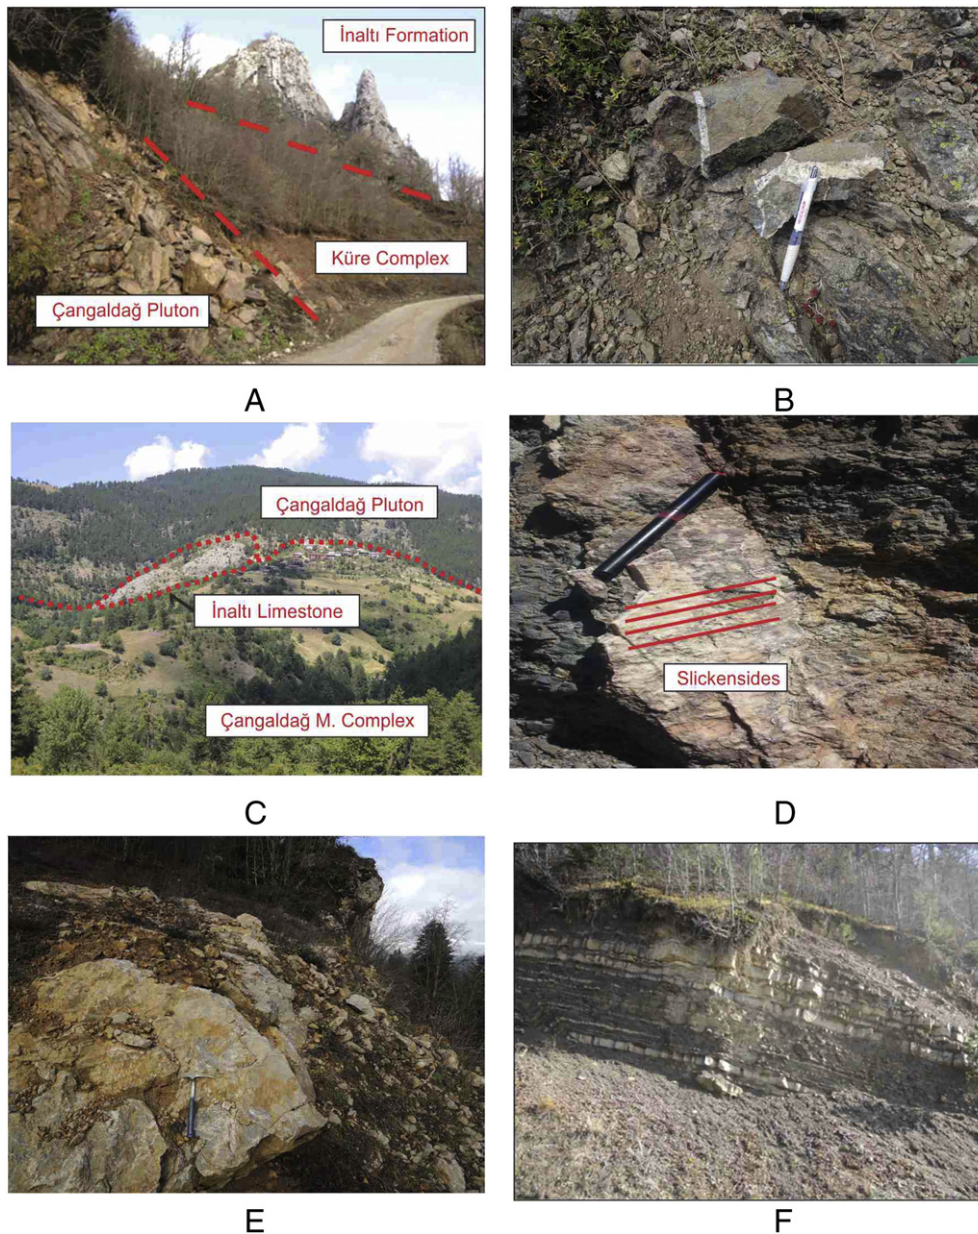 İnaltı Formation
Küre Complex
Çangaldağ Pluton
A
B
Çangaldağ Pluton
İnaltı Limestone
Çangaldağ M. Complex
C
Slickensides
D
E
F